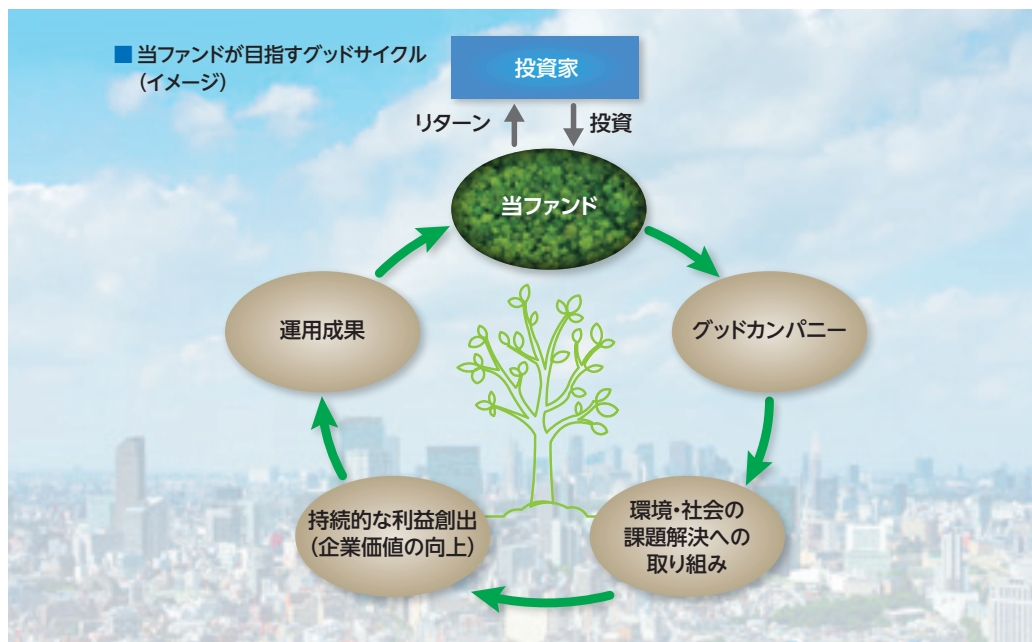 ■ 当ファンドが目指すグッドサイクル
(イメージ)
投資家
リターン
投資
当ファンド
運用成果
グッドカンパニー
持続的な利益創出
(企業価値の向上)
環境・社会の
課題解決への
取り組み